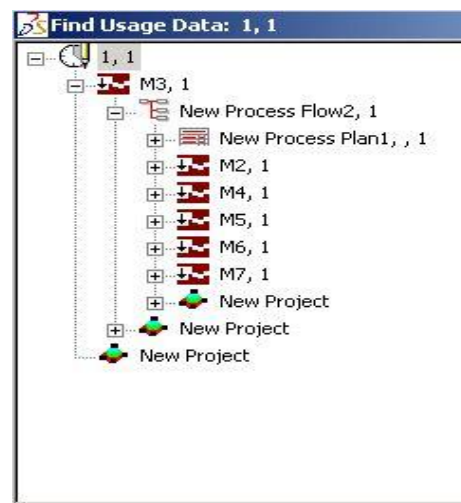 Find Usage Data: 1, 1
1, 1
M3, 1
New Process Flow2, 1
New Process Plan1, , 1
M2, 1
M4, 1
M5, 1
M6, 1
M7, 1
New Project
New Project
New Project